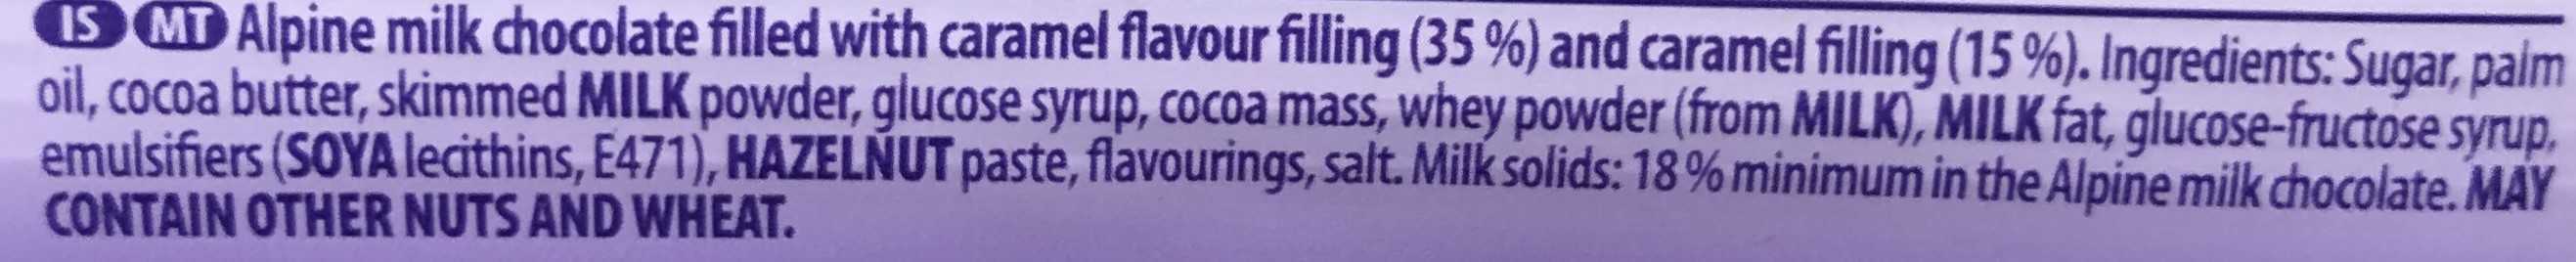 IS MT Alpine milk chocolate filled with caramel flavour filling (35 %) and caramel filling (15 %). Ingredients: Sugar, palm
oil, cocoa butter, skimmed MILK powder, glucose syrup, cocoa mass, whey powder (from MILK), MILK fat, glucose-fructose syrup,
emulsifiers (SOYA lecithins, E471), HAZELNUT paste, flavourings, salt. Milk solids: 18 % minimum in the Alpine milk chocolate. MAY
CONTAIN OTHER NUTS AND WHEAT.